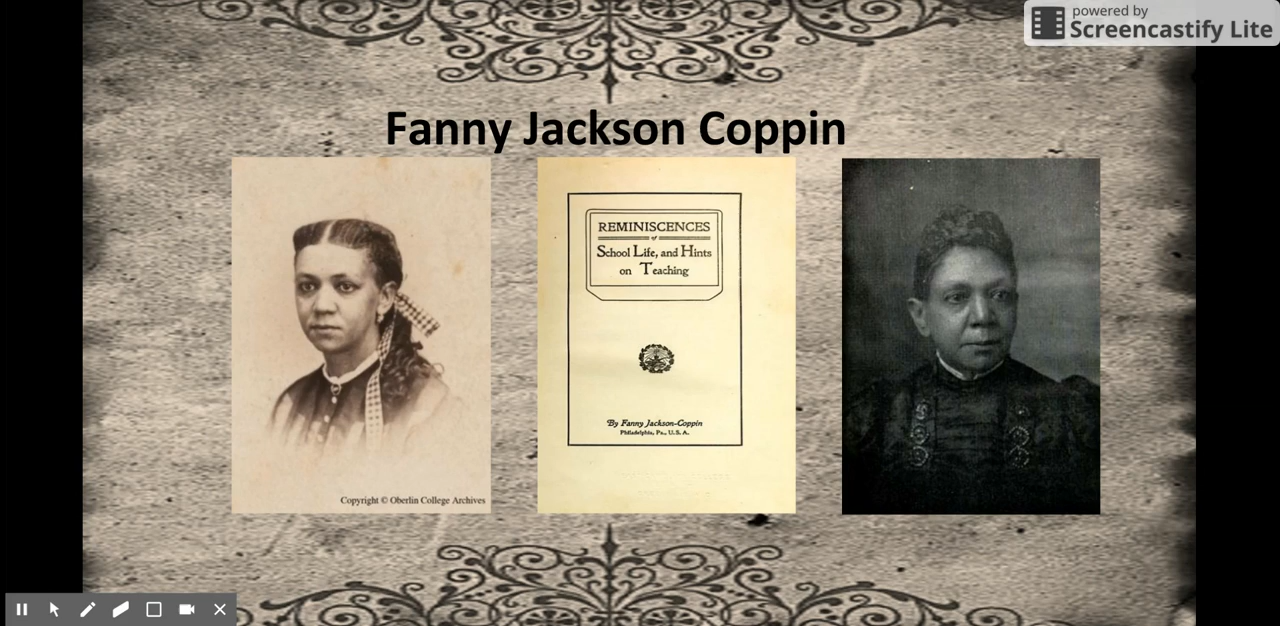 powered by
Screencastify Lite
Fanny Jackson Coppin
REMINISCENCES
of
School Life, and Hints
on Teaching
By Fanny Jackson-Coppin
Philadelphia, Pa., U.S.A.
Copyright © Oberlin College Archives